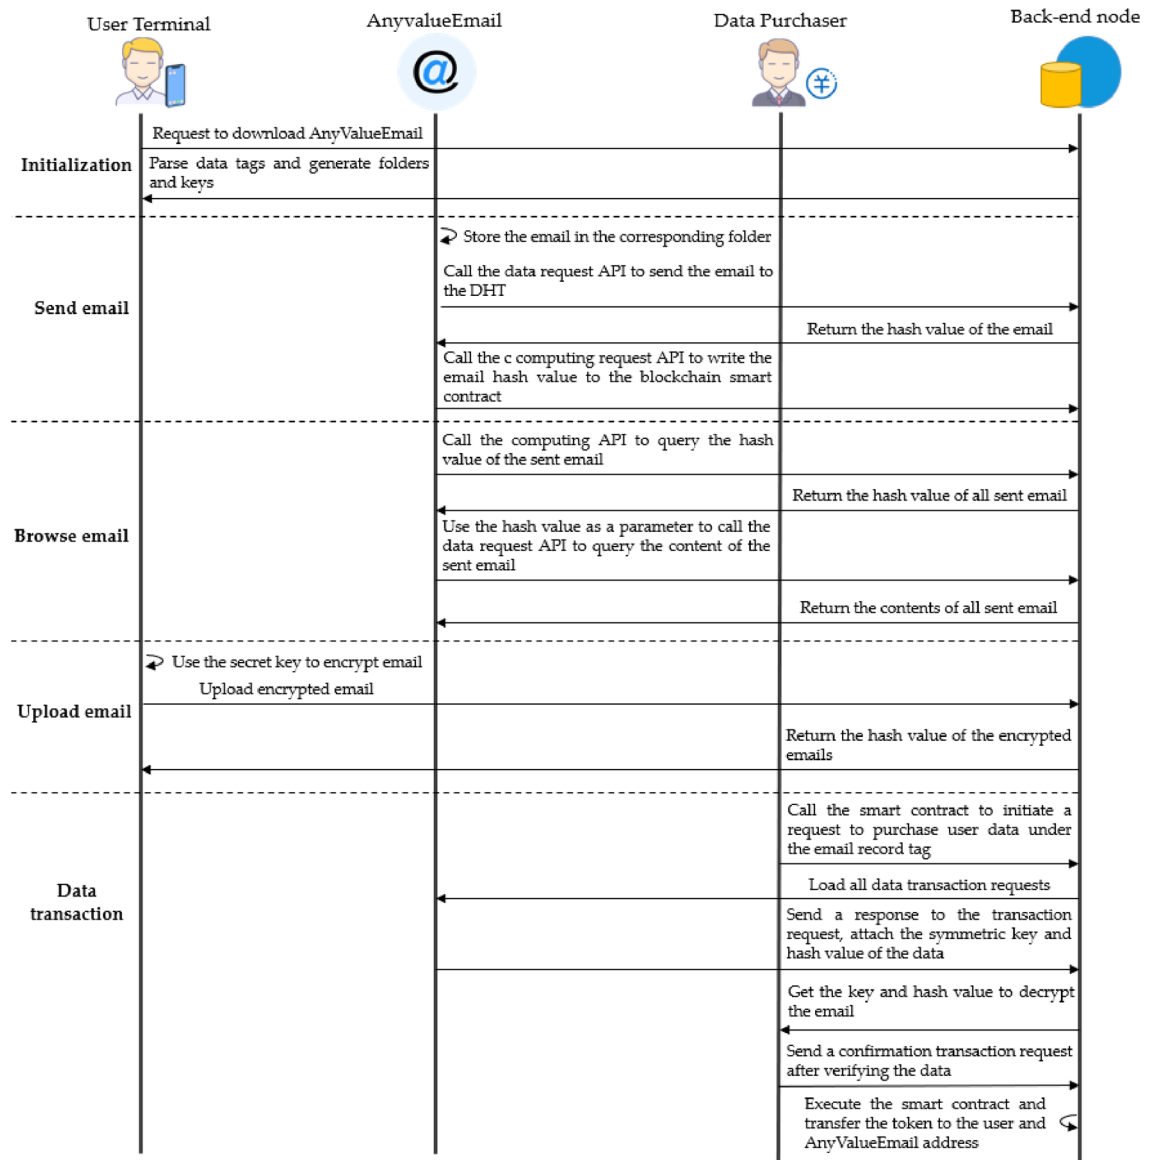 User Terminal
AnyvalueEmail
Data Purchaser
Back-end node
Initialization
Request to download AnyValueEmail
Parse data tags and generate folders
and keys
Send email
Store the email in the corresponding folder
Call the data request API to send the email to
the DHT
Return the hash value of the email
Call the c computing request API to write the
email hash value to the blockchain smart
contract
Browse email
Call the computing API to query the hash
value of the sent email
Return the hash value of all sent email
Use the hash value as a parameter to call the
data request API to query the content of the
sent email
Return the contents of all sent email
Upload email
Use the secret key to encrypt email
Upload encrypted email
Return the hash value of the encrypted
emails
Data
transaction
Call the smart contract to initiate a
request to purchase user data under
the email record tag
Load all data transaction requests
Send a response to the transaction
request, attach the symmetric key and
hash value of the data
Get the key and hash value to decrypt
the email
Send a confirmation transaction request
after verifying the data
Execute the smart contract and
transfer the token to the user and
AnyValueEmail address